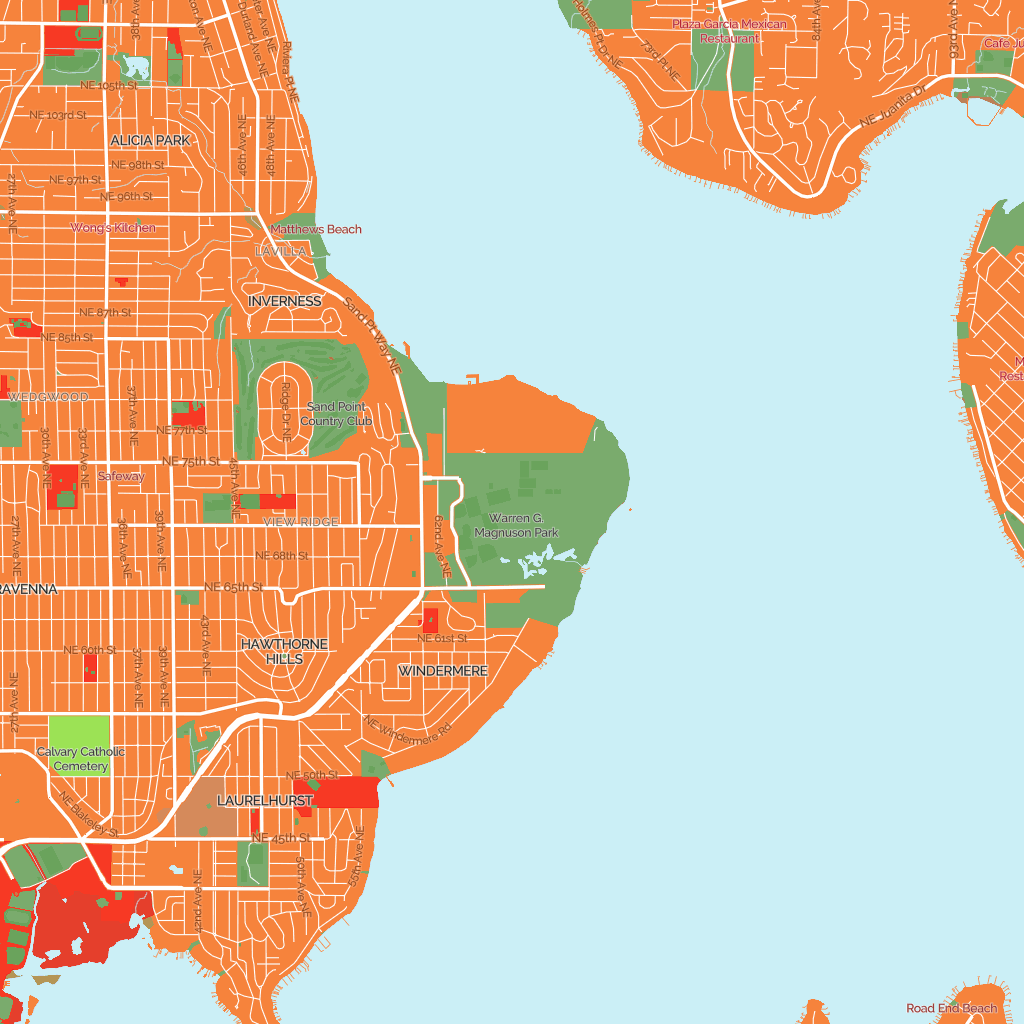 38th Ave NE
Durland Ave NE
Riviera Pl NE
Holmes Pt Dr NE
73rd Pl NE
Plaza Garcia Mexican
Restaurant
84th Ave
93rd Ave N
Cafe Ju
NE 105th St
NE 103rd St
ALICIA PARK
46th Ave NE
48th Ave NE
NE Juanita Dr
NE 98th St
NE 97th St
NE 96th St
27th Ave NE
Wong's Kitchen
Matthews Beach
LAVILLA
INVERNESS
NE 87th St
NE 85th St
Sand Pt. Way NE
WEDGWOOD
37th Ave NE
Ridge Dr NE
Sand Point
Country Club
NE 77th St
30th Ave NE
33rd Ave NE
NE 75th St
Safeway
45th Ave NE
VIEW RIDGE
27th Ave NE
36th Ave NE
39th Ave NE
62nd Ave NE
Warren G.
Magnuson Park
NE 68th St
RAVENNA
NE 65th St
43rd Ave NE
HAWTHORNE
HILLS
NE 61st St
WINDERMERE
NE 60th St
37th Ave NE
39th Ave NE
27th Ave NE
NE Windermere Rd
Calvary Catholic
Cemetery
NE 50th St
LAURELHURST
NE Blakeley St
NE 45th St
42nd Ave NE
50th Ave NE
55th Ave NE
Road End Beach